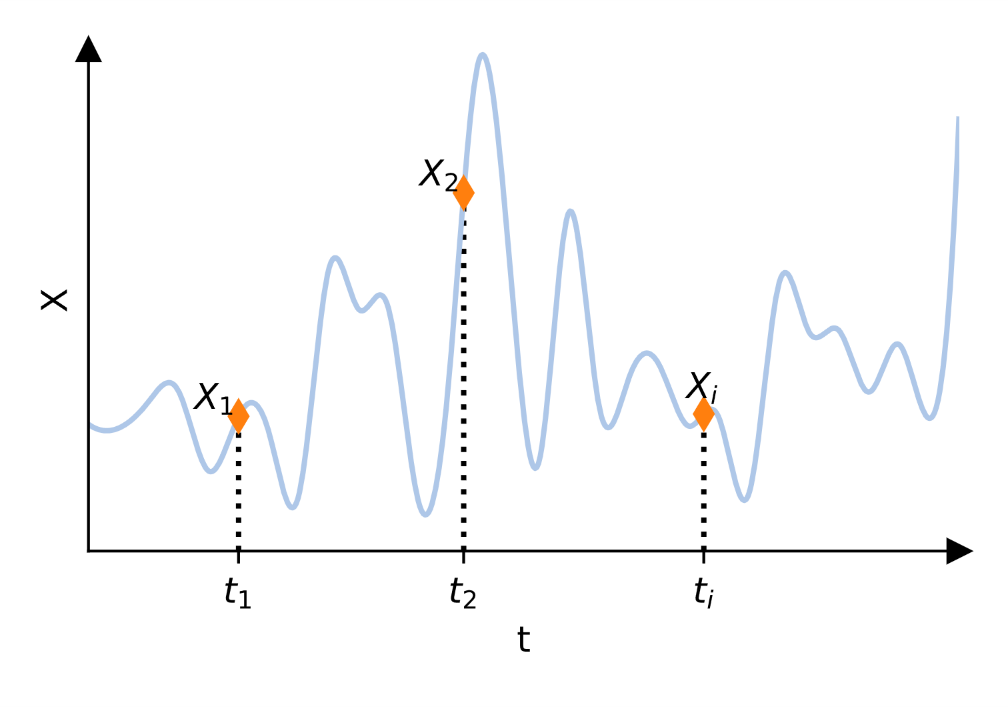 X₂
X
X₁
Xᵢ
t₁
t₂
tᵢ
t